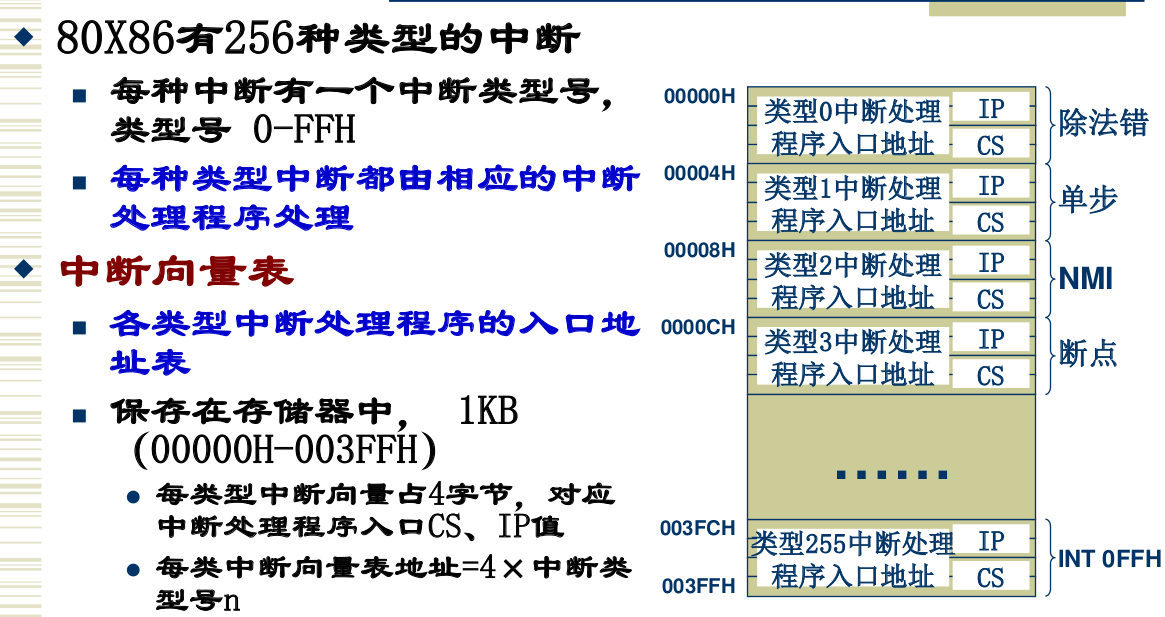 80X86有256种类型的中断
每种中断有一个中断类型号,
类型号 0-FFH
每种类型中断都由相应的中断
处理程序处理
中断向量表
各类型中断处理程序的入口地
址表
保存在存储器中， 1KB
(00000H-003FFH)
每类型中断向量占4字节，对应
中断处理程序入口CS、IP值
每类中断向量表地址=4×中断类
型号n
00000H
类型0中断处理 IP
程序入口地址 CS
除法错
00004H
类型1中断处理 IP
程序入口地址 CS
单步
00008H
类型2中断处理 IP
程序入口地址 CS
NMI
0000CH
类型3中断处理 IP
程序入口地址 CS
断点
......
003FCH
类型255中断处理 IP
程序入口地址 CS
003FFH
INT 0FFH